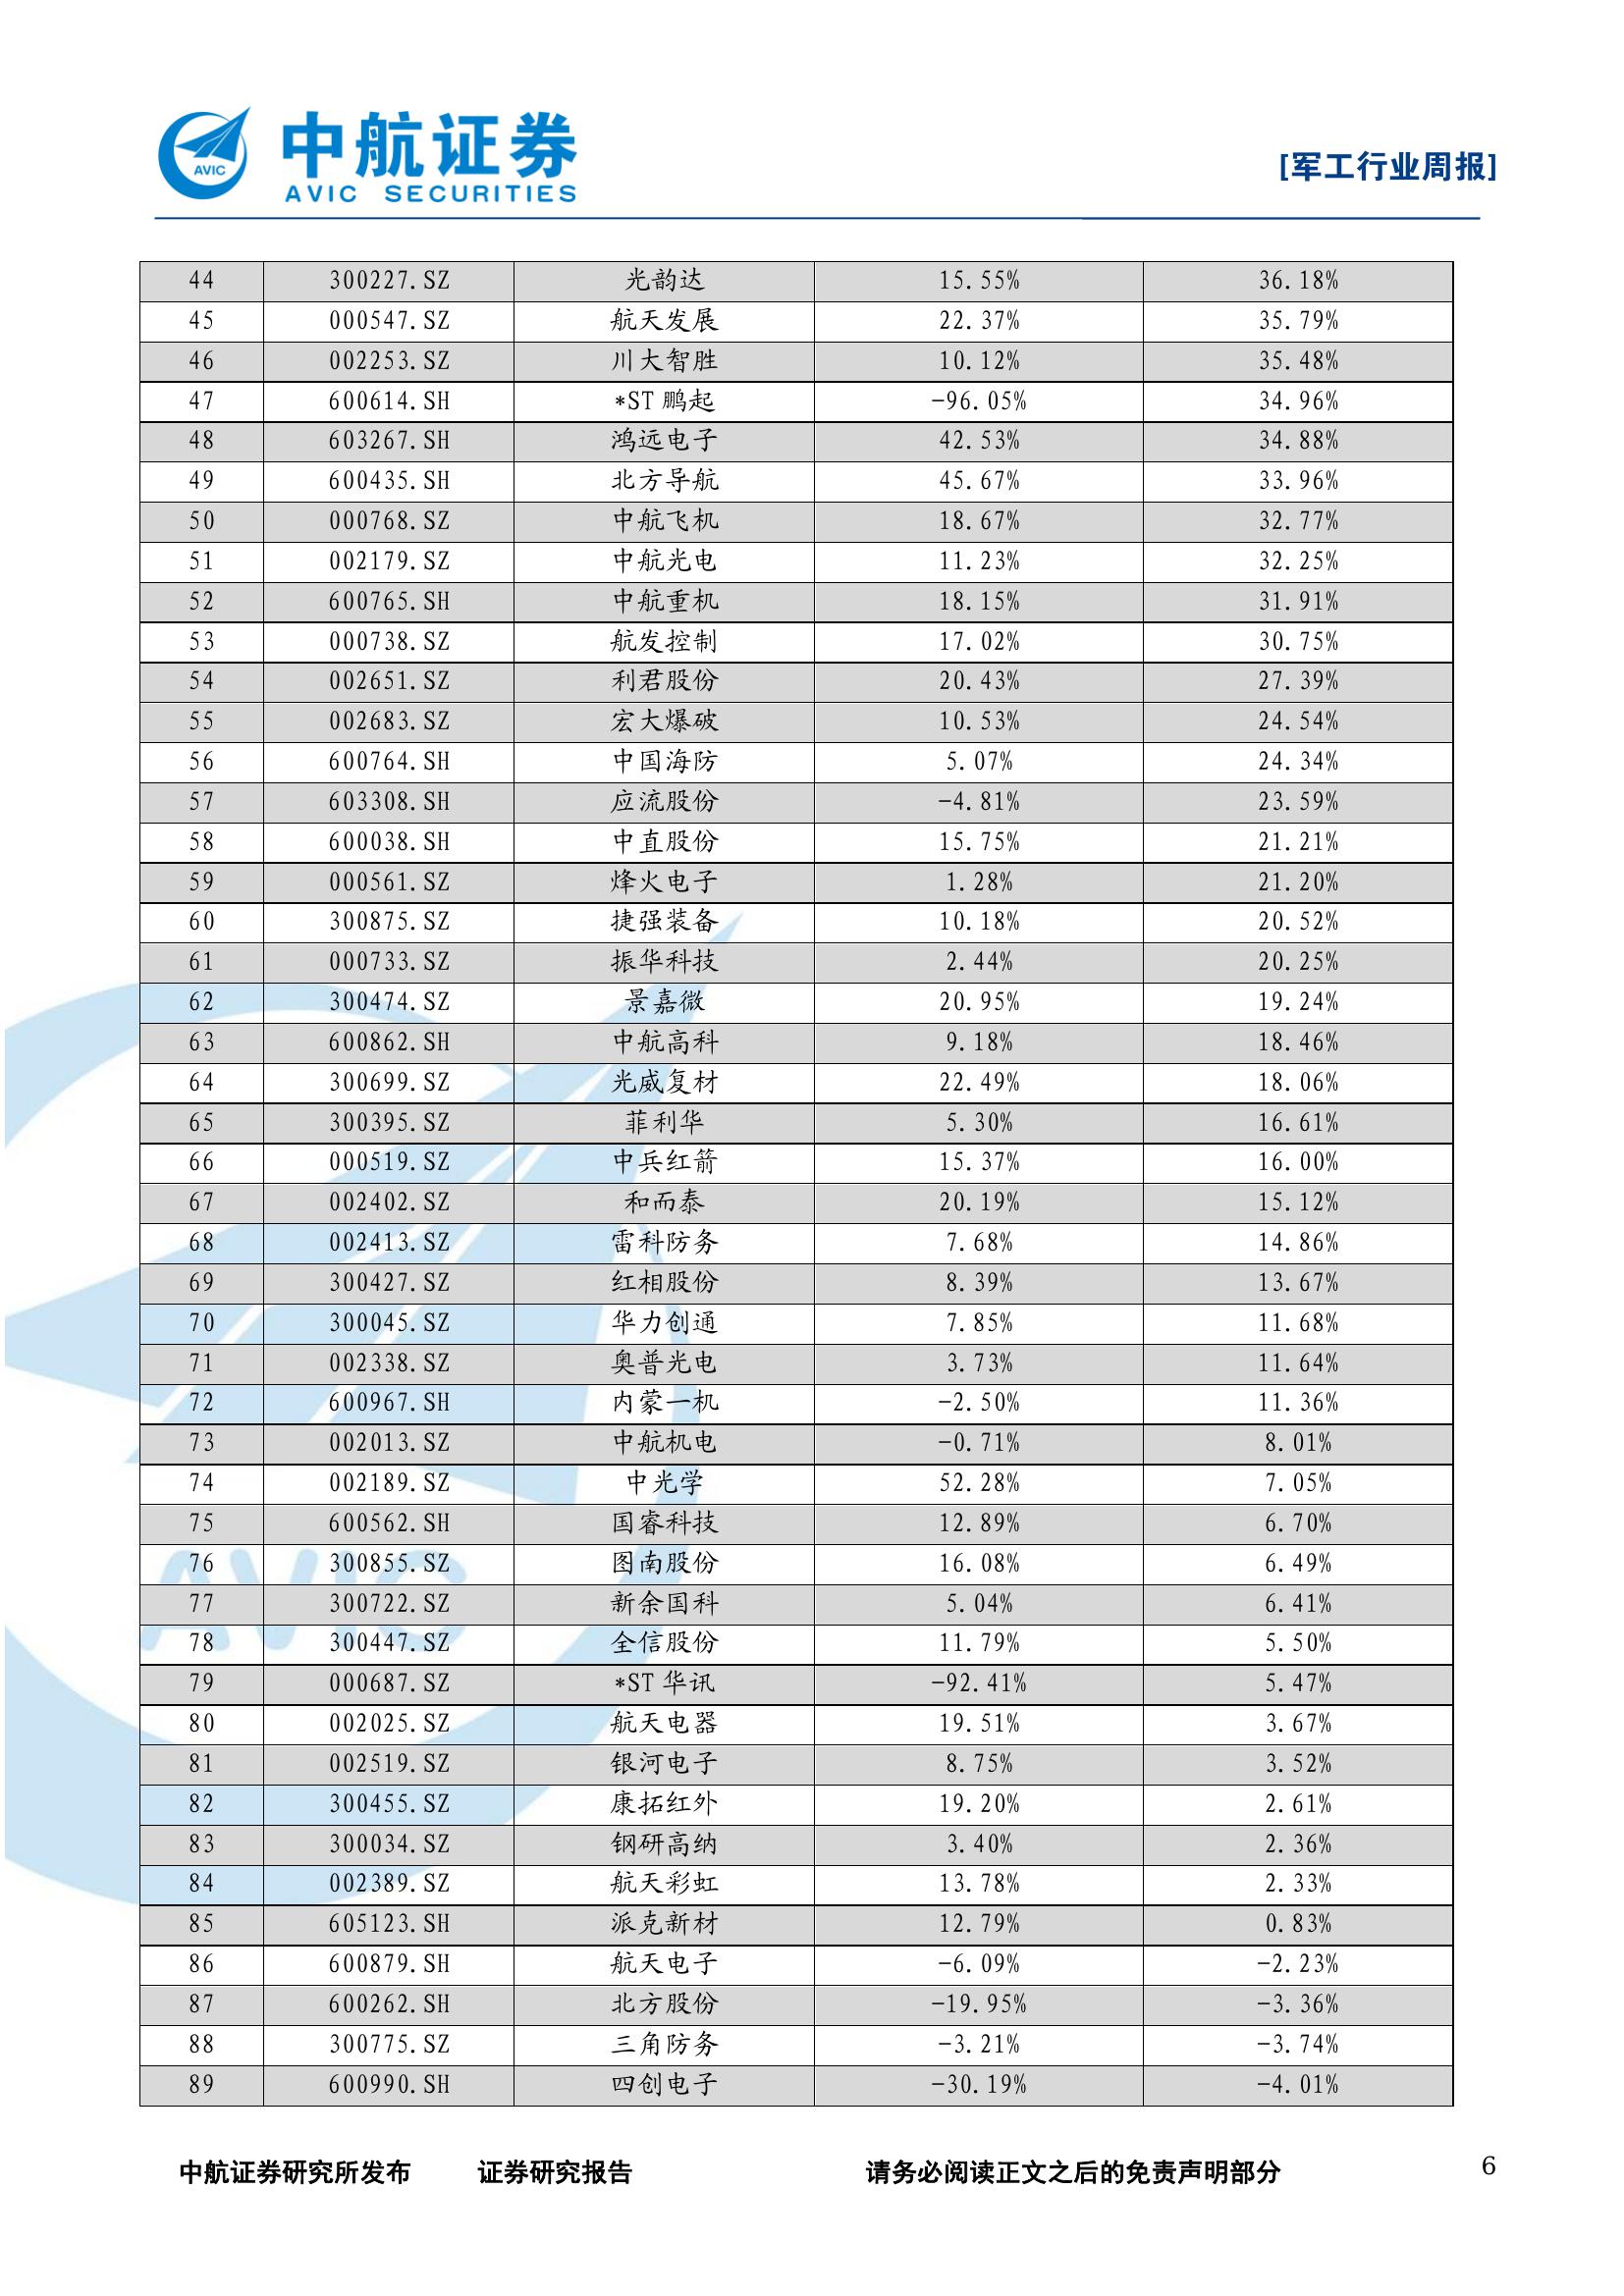 中航证券
AVIC SECURITIES
AVIC
[军工行业周报]
44 300227.SZ 光韵达 15.55% 36.18%
45 000547.SZ 航天发展 22.37% 35.79%
46 002253.SZ 川大智胜 10.12% 35.48%
47 600614.SH *ST 鹏起 -96.05% 34.96%
48 603267.SH 鸿远电子 42.53% 34.88%
49 600435.SH 北方导航 45.67% 33.96%
50 000768.SZ 中航飞机 18.67% 32.77%
51 002179.SZ 中航光电 11.23% 32.25%
52 600765.SH 中航重机 18.15% 31.91%
53 000738.SZ 航发控制 17.02% 30.75%
54 002651.SZ 利君股份 20.43% 27.39%
55 002683.SZ 宏大爆破 10.53% 24.54%
56 600764.SH 中国海防 5.07% 24.34%
57 603308.SH 应流股份 -4.81% 23.59%
58 600038.SH 中直股份 15.75% 21.21%
59 000561.SZ 烽火电子 1.28% 21.20%
60 300875.SZ 捷强装备 10.18% 20.52%
61 000733.SZ 振华科技 2.44% 20.25%
62 300474.SZ 景嘉微 20.95% 19.24%
63 600862.SH 中航高科 9.18% 18.46%
64 300699.SZ 光威复材 22.49% 18.06%
65 300395.SZ 菲利华 5.30% 16.61%
66 000519.SZ 中兵红箭 15.37% 16.00%
67 002402.SZ 和而泰 20.19% 15.12%
68 002413.SZ 雷科防务 7.68% 14.86%
69 300427.SZ 红相股份 8.39% 13.67%
70 300045.SZ 华力创通 7.85% 11.68%
71 002338.SZ 奥普光电 3.73% 11.64%
72 600967.SH 内蒙一机 -2.50% 11.36%
73 002013.SZ 中航机电 -0.71% 8.01%
74 002189.SZ 中光学 52.28% 7.05%
75 600562.SH 国睿科技 12.89% 6.70%
76 300855.SZ 图南股份 16.08% 6.49%
77 300722.SZ 新余国科 5.04% 6.41%
78 300447.SZ 全信股份 11.79% 5.50%
79 000687.SZ *ST 华讯 -92.41% 5.47%
80 002025.SZ 航天电器 19.51% 3.67%
81 002519.SZ 银河电子 8.75% 3.52%
82 300455.SZ 康拓红外 19.20% 2.61%
83 300034.SZ 钢研高纳 3.40% 2.36%
84 002389.SZ 航天彩虹 13.78% 2.33%
85 605123.SH 派克新材 12.79% 0.83%
86 600879.SH 航天电子 -6.09% -2.23%
87 600262.SH 北方股份 -19.95% -3.36%
88 300775.SZ 三角防务 -3.21% -3.74%
89 600990.SH 四创电子 -30.19% -4.01%
AVIC
中航证券研究所发布 证券研究报告 请务必阅读正文之后的免责声明部分 6